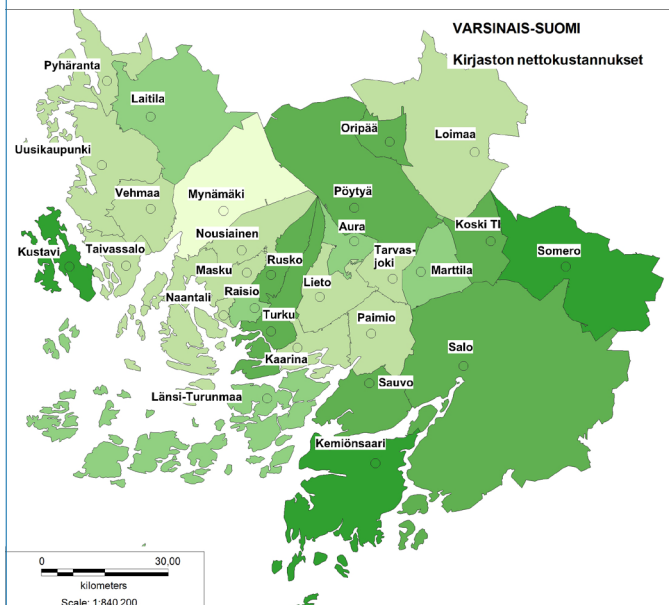 VARSINAIS-SUOMI
Kirjaston nettokustannukset
Pyhäranta
Laitila
Oripää
Loimaa
Uusikaupunki
Vehmaa
Mynämäki
Pöytyä
Nousiainen
Aura
Koski Tl
Kustavi
Taivassalo
Tarvas-
joki
Somero
Masku
Rusko
Marttila
Lieto
Naantali
Raisio
Turku
Paimio
Kaarina
Salo
Sauvo
Länsi-Turunmaa
Kemiönsaari
0 30,00
kilometers
Scale: 1:840 200